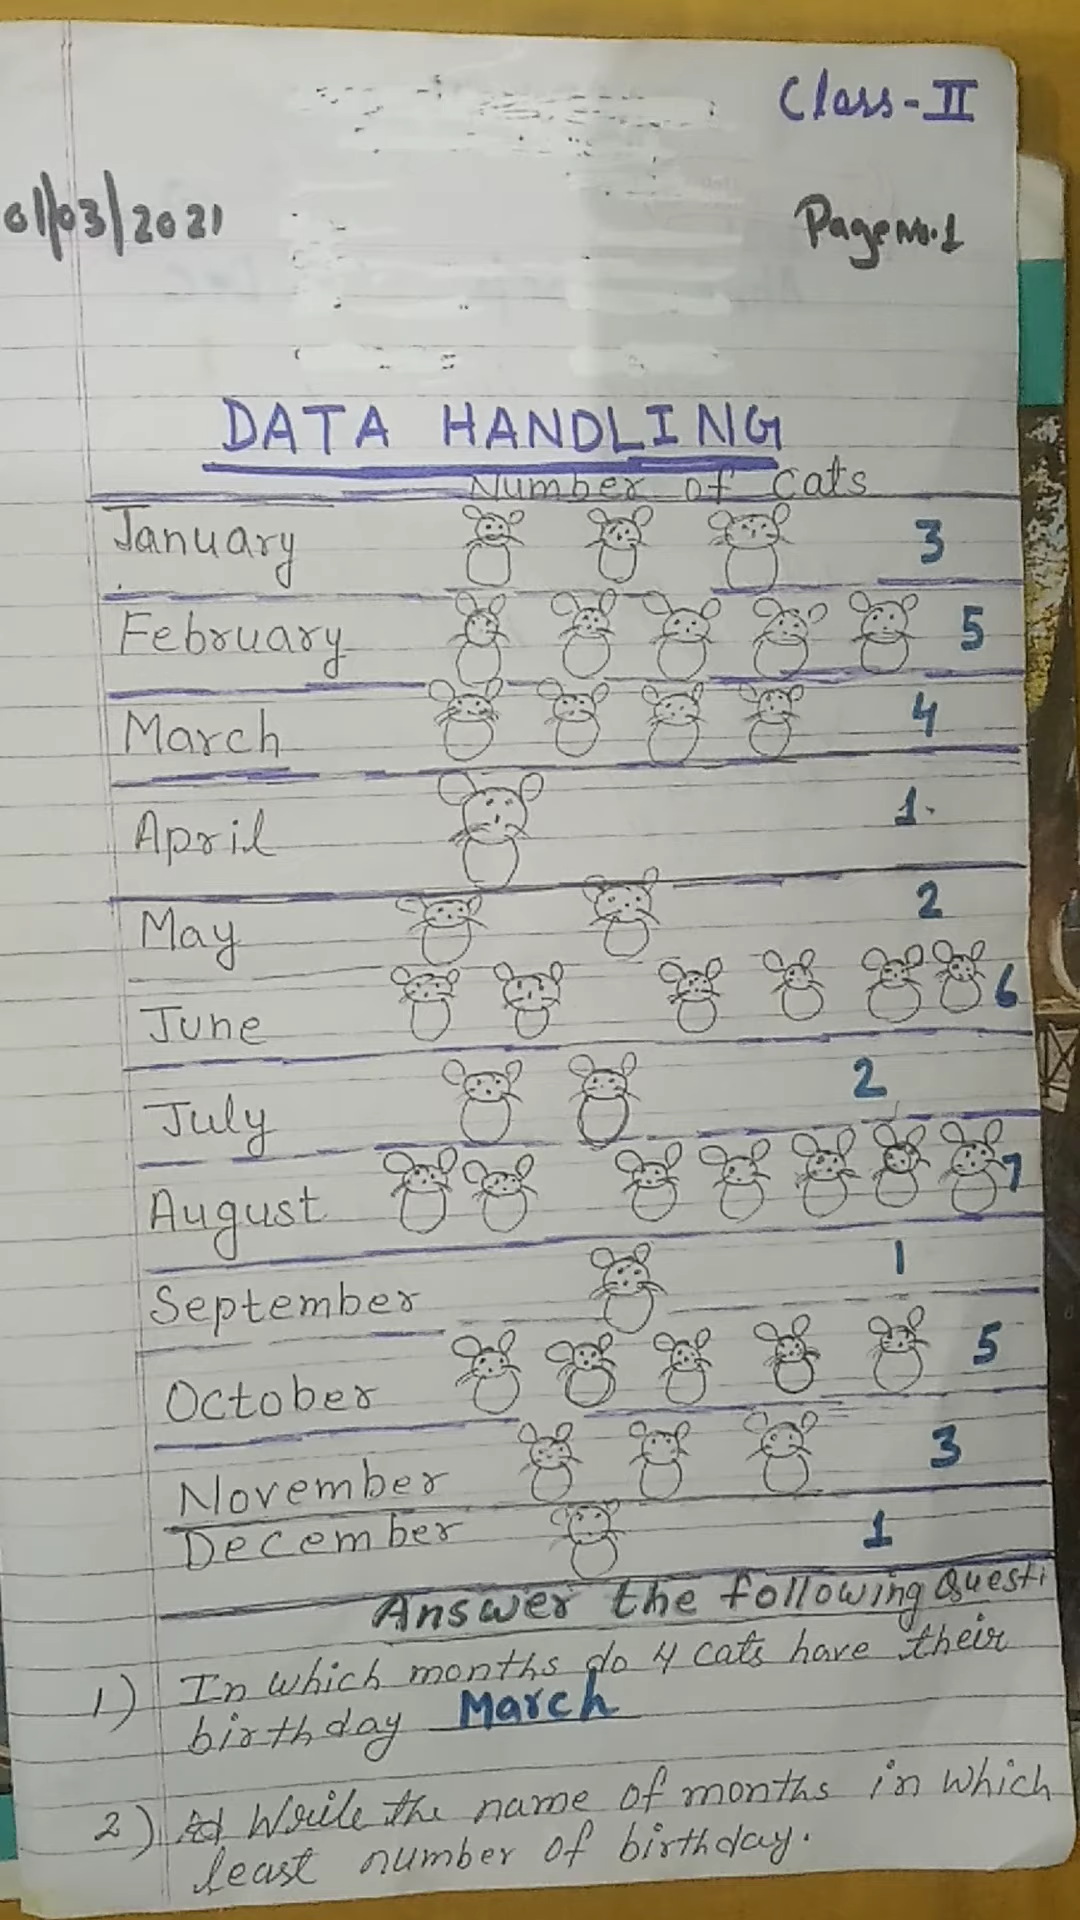 Class-II
01/03/2021
Page No.1
DATA HANDLING
Number of Cats
January 3
February 5
March 4
April 1.
May 2
June 6
July 2
August 7
September 1
October 5
November 3
December 1
Answer the following Questi
1) In which months do 4 cats have their
birthday March
2) Write the name of months in which
least number of birthday.